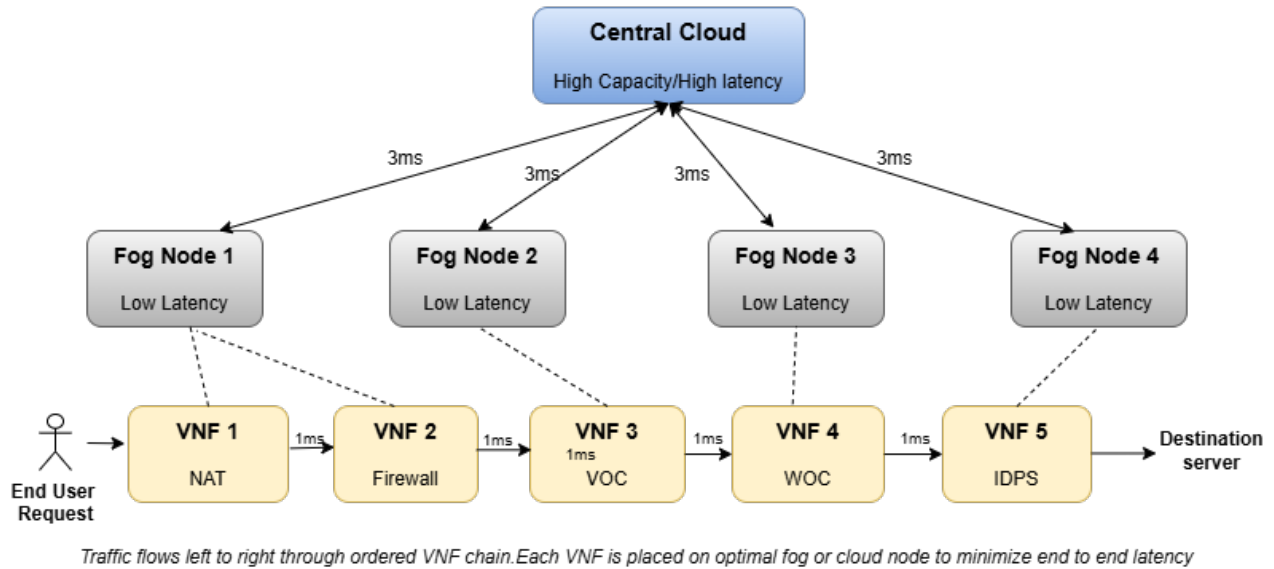 Central Cloud
High Capacity/High latency
3ms
3ms
3ms
3ms
Fog Node 1
Low Latency
Fog Node 2
Low Latency
Fog Node 3
Low Latency
Fog Node 4
Low Latency
End User
Request
VNF 1
NAT
1ms
VNF 2
Firewall
1ms
VNF 3
1ms
VOC
1ms
VNF 4
WOC
1ms
VNF 5
IDPS
Destination
server
Traffic flows left to right through ordered VNF chain.Each VNF is placed on optimal fog or cloud node to minimize end to end latency